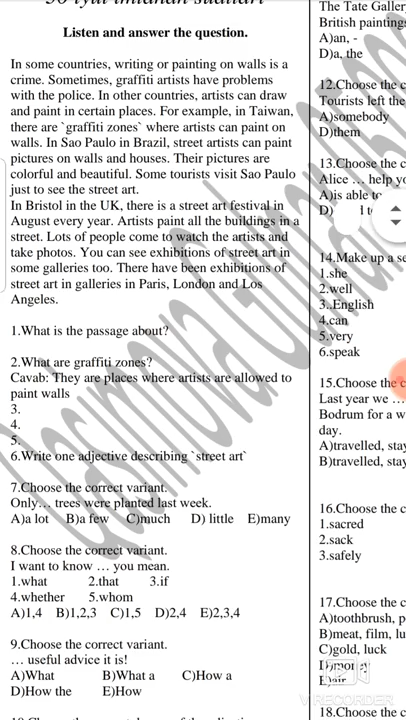 30 iyul imtahan sualları
Listen and answer the question.
In some countries, writing or painting on walls is a
crime. Sometimes, graffiti artists have problems
with the police. In other countries, artists can draw
and paint in certain places. For example, in Taiwan,
there are `graffiti zones` where artists can paint on
walls. In Sao Paulo in Brazil, street artists can paint
pictures on walls and houses. Their pictures are
colorful and beautiful. Some tourists visit Sao Paulo
just to see the street art.
In Bristol in the UK, there is a street art festival in
August every year. Artists paint all the buildings in a
street. Lots of people come to watch the artists and
take photos. You can see exhibitions of street art in
some galleries too. There have been exhibitions of
street art in galleries in Paris, London and Los
Angeles.
1.What is the passage about?
2.What are graffiti zones?
Cavab: They are places where artists are allowed to
paint walls
3.
4.
5.
6.Write one adjective describing `street art`
7.Choose the correct variant.
Only… trees were planted last week.
A)a lot B)a few C)much D) little E)many
8.Choose the correct variant.
I want to know … you mean.
1.what 2.that 3.if
4.whether 5.whom
A)1,4 B)1,2,3 C)1,5 D)2,4 E)2,3,4
9.Choose the correct variant.
… useful advice it is!
A)What B)What a C)How a
D)How the E)How
The Tate Galler
British painting
A)an, -
D)a, the
12.Choose the c
Tourists left the
A)somebody
D)them
13.Choose the c
Alice … help yo
A)is able to
D)
14.Make up a se
1.she
2.well
3..English
4.can
5.very
6.speak
15.Choose the c
Last year we …
Bodrum for a w
day.
A)travelled, stay
B)travelled, stay
16.Choose the c
1.sacred
2.sack
3.safely
17.Choose the c
A)toothbrush, p
B)meat, film, lu
C)gold, luck
D)money
E)air
18.Choose the c
VIRECORDER